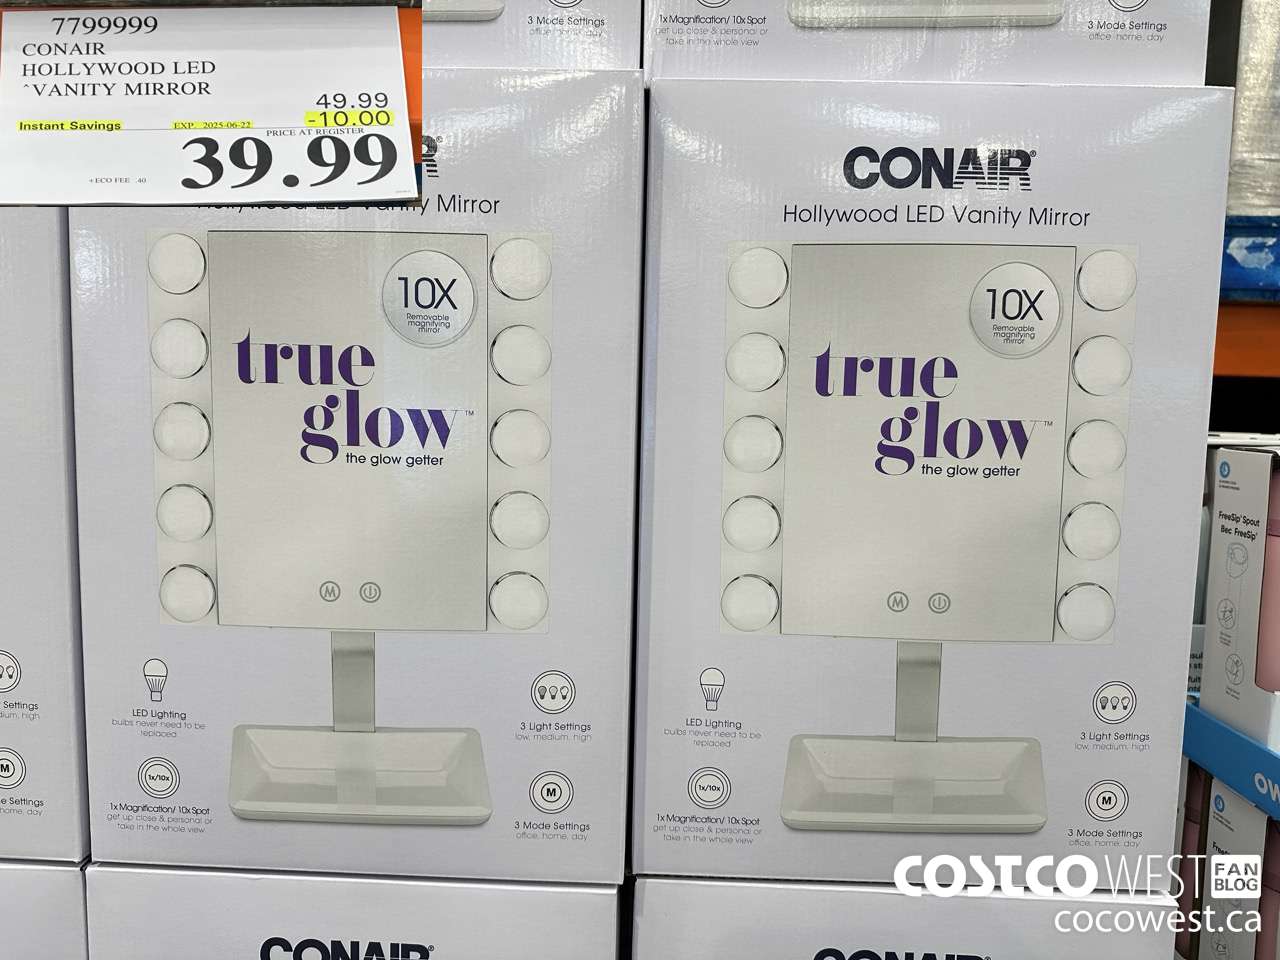 7799999
CONAIR
HOLLYWOOD LED
^VANITY MIRROR
49.99
Instant Savings EXP. 2025-06-22 -10.00
PRICE AT REGISTER
39.99
+ECO FEE .40
3 Mode Settings
office, home, day
1x Magnification/ 10x Spot
get up close & personal or
take in the whole view
3 Mode Settings
office, home, day
Hollywood LED Vanity Mirror
10X
Removable
magnifying
mirror
true
glow™
the glow getter
M
LED Lighting
bulbs never need to be
replaced
3 Light Settings
low, medium, high
1x/10x
1x Magnification/ 10x Spot
get up close & personal or
take in the whole view
M
3 Mode Settings
office, home, day
CONAIR®
Hollywood LED Vanity Mirror
10X
Removable
magnifying
mirror
true
glow™
the glow getter
M
LED Lighting
bulbs never need to be
replaced
3 Light Settings
low, medium, high
1x/10x
1x Magnification/ 10x Spot
get up close & personal or
take in the whole view
M
3 Mode Settings
office, home, day
Settings
M
Settings
home, day
CONAIR®
CONAIR
FreeSip® Spout
Bec FreeSip®
COSTCO WEST FAN BLOG
cocowest.ca